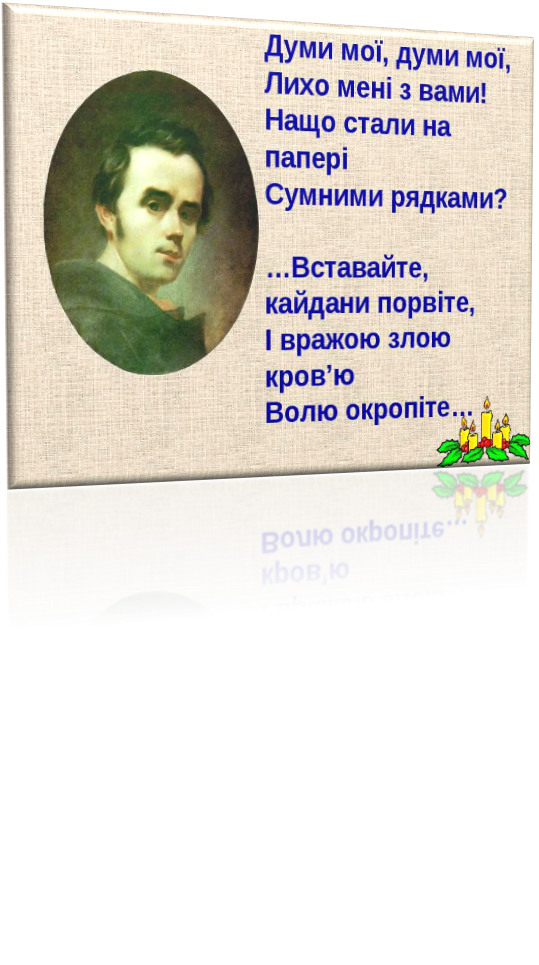 Думи мої, думи мої,
Лихо мені з вами!
Нащо стали на
папері
Сумними рядками?
…Вставайте,
кайдани порвіте,
І вражою злою
кров’ю
Волю окропіте…